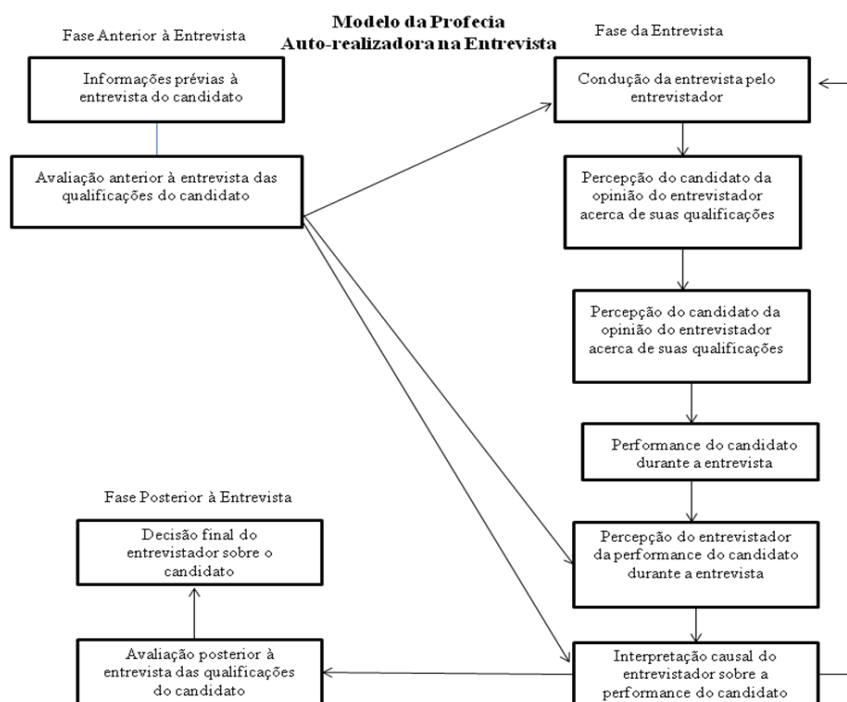 Modelo da Profecia
Auto-realizadora na Entrevista
Fase Anterior à Entrevista
Informações prévias à
entrevista do candidato
Avaliação anterior à entrevista das
qualificações do candidato
Fase da Entrevista
Condução da entrevista pelo
entrevistador
Percepção do candidato da
opinião do entrevistador
acerca de suas qualificações
Percepção do candidato da
opinião do entrevistador
acerca de suas qualificações
Performance do candidato
durante a entrevista
Percepção do entrevistador
da performance do candidato
durante a entrevista
Interpretação causal do
entrevistador sobre a
performance do candidato
Fase Posterior à Entrevista
Decisão final do
entrevistador sobre o
candidato
Avaliação posterior à
entrevista das qualificações
do candidato